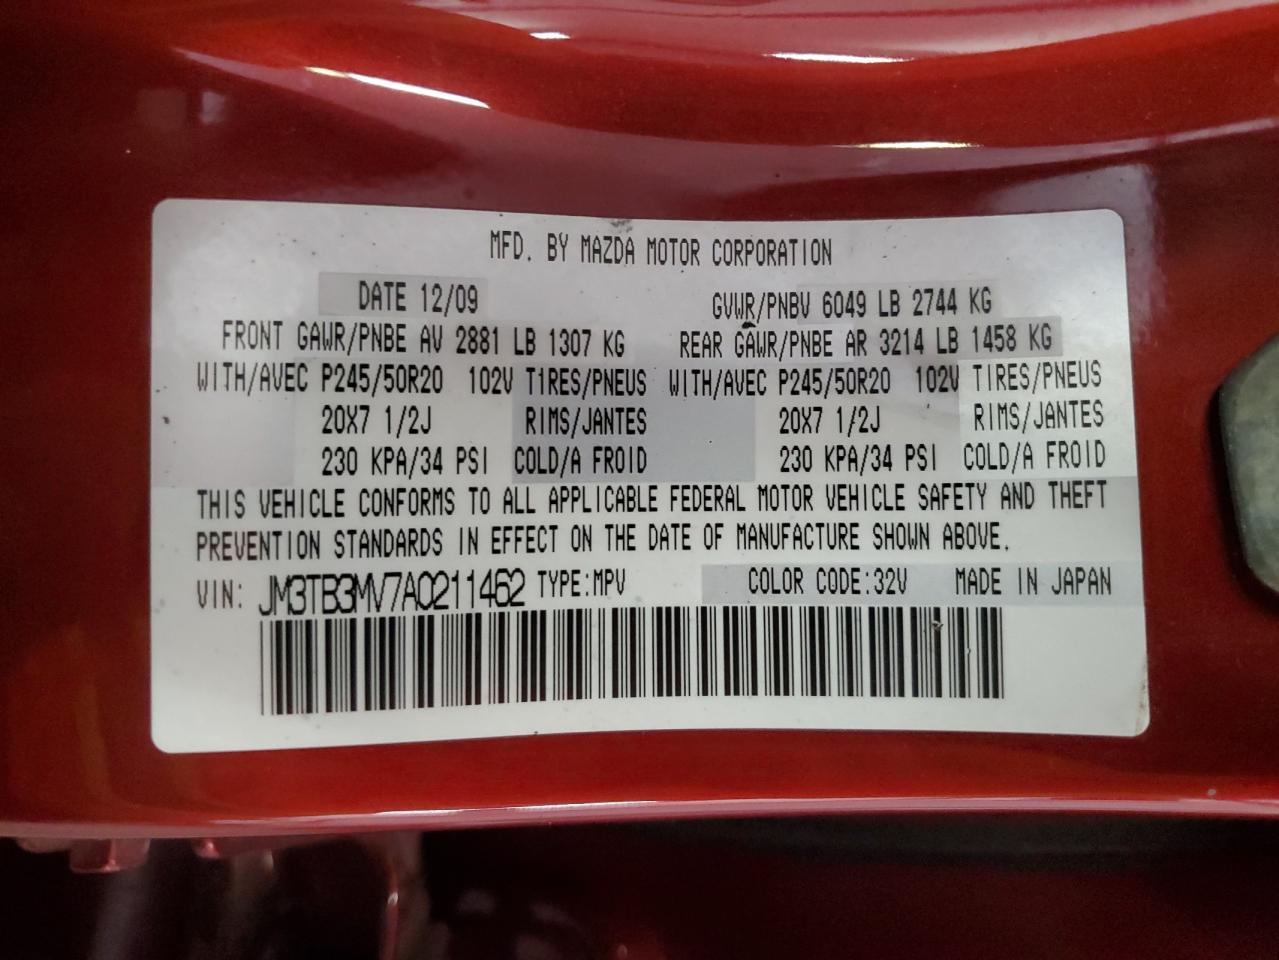 MFD. BY MAZDA MOTOR CORPORATION
DATE 12/09 GVWR/PNBV 6049 LB 2744 KG
FRONT GAWR/PNBE AV 2881 LB 1307 KG REAR GAWR/PNBE AR 3214 LB 1458 KG
WITH/AVEC P245/50R20 102V TIRES/PNEUS WITH/AVEC P245/50R20 102V TIRES/PNEUS
20X7 1/2J RIMS/JANTES 20X7 1/2J RIMS/JANTES
230 KPA/34 PSI COLD/A FROID 230 KPA/34 PSI COLD/A FROID
THIS VEHICLE CONFORMS TO ALL APPLICABLE FEDERAL MOTOR VEHICLE SAFETY AND THEFT
PREVENTION STANDARDS IN EFFECT ON THE DATE OF MANUFACTURE SHOWN ABOVE.
VIN: JM3TB3MV7A0211462 TYPE:MPV COLOR CODE:32V MADE IN JAPAN